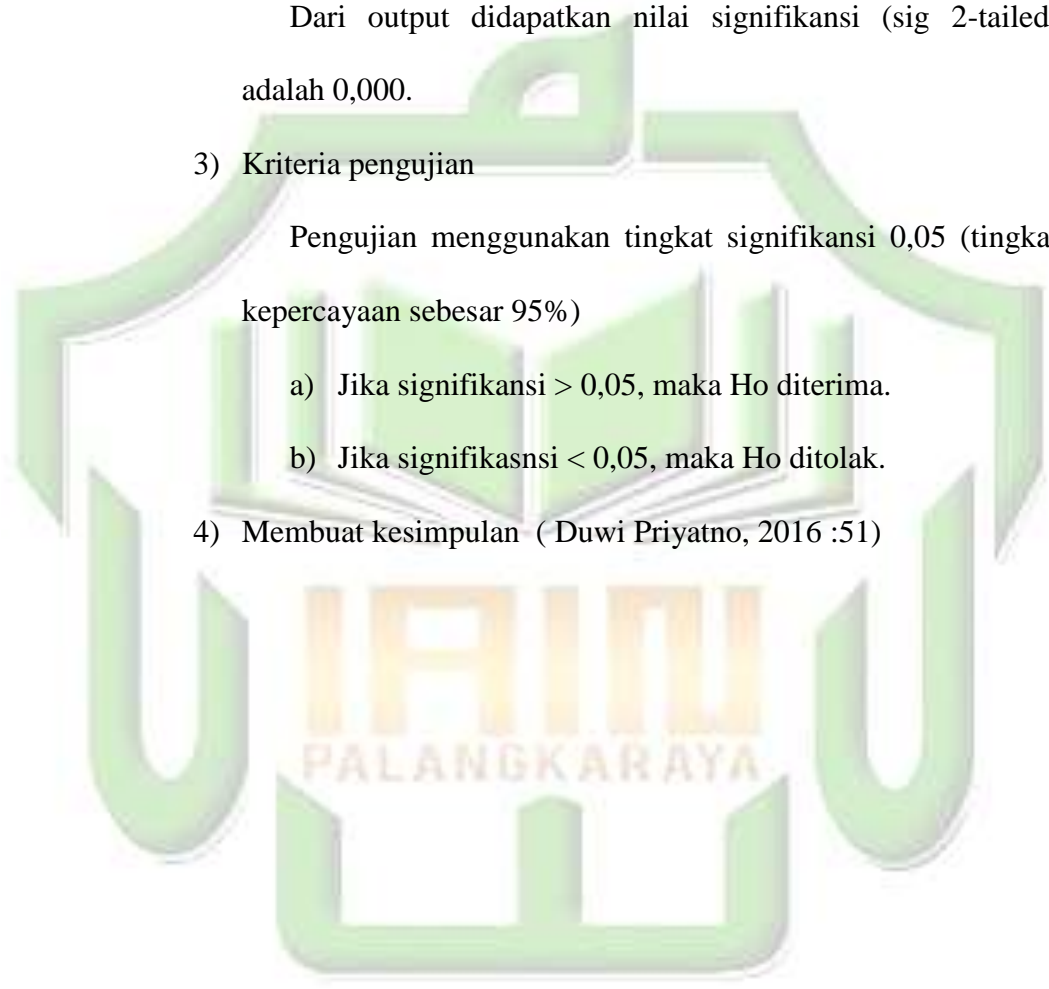 Dari output didapatkan nilai signifikansi (sig 2-tailed
adalah 0,000.
3) Kriteria pengujian
Pengujian menggunakan tingkat signifikansi 0,05 (tingka
kepercayaan sebesar 95%)
a) Jika signifikansi > 0,05, maka Ho diterima.
b) Jika signifikasnsi < 0,05, maka Ho ditolak.
4) Membuat kesimpulan ( Duwi Priyatno, 2016 :51)
IAIN
PALANGKARAYA